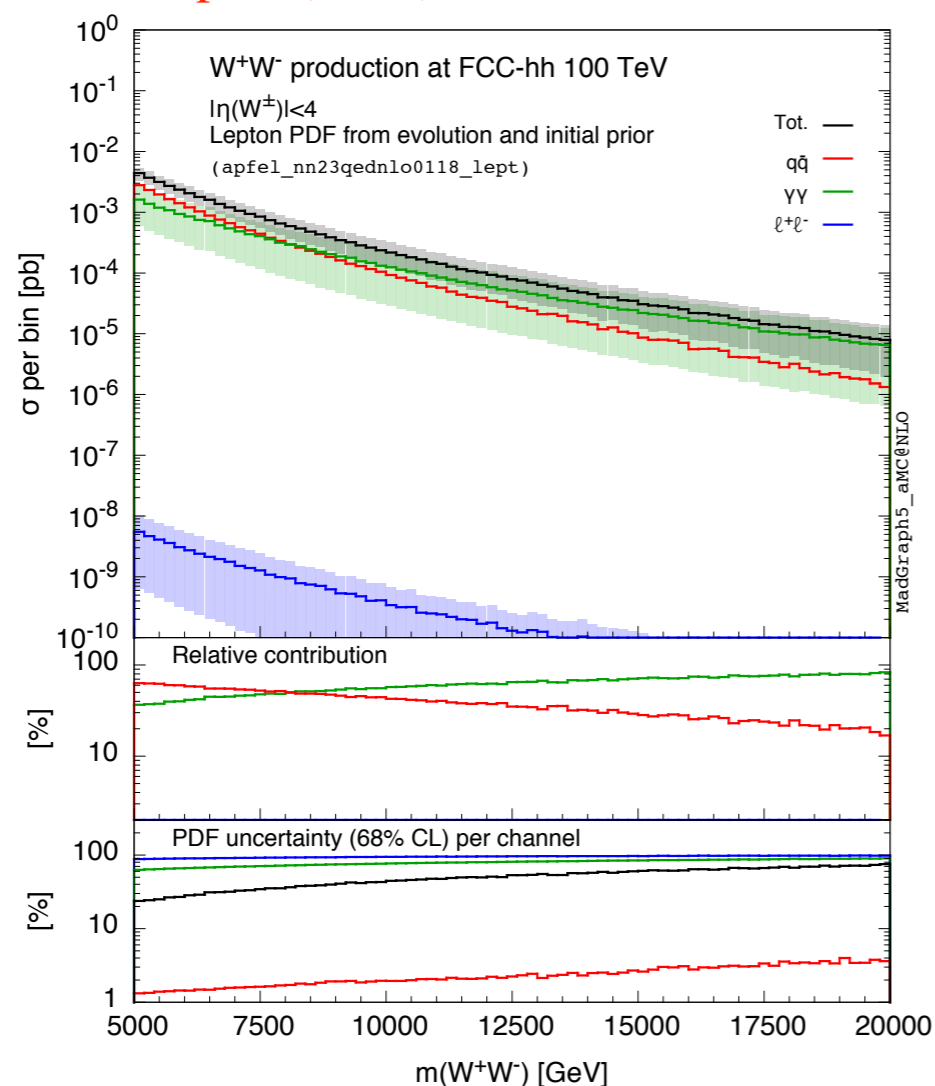 10^0
W^+W^- production at FCC-hh 100 TeV
10^-1
|η(W^±)|<4
Lepton PDF from evolution and initial prior
(apfel_nn23qednlo0118_lept)
Tot.
qq̄
γγ
ℓ^+ℓ^-
10^-2
10^-3
10^-4
10^-5
10^-6
10^-7
10^-8
10^-9
10^-10
σ per bin [pb]
MadGraph5_aMC@NLO
Relative contribution
100
10
[%]
PDF uncertainty (68% CL) per channel
100
10
1
[%]
5000 7500 10000 12500 15000 17500 20000
m(W^+W^-) [GeV]